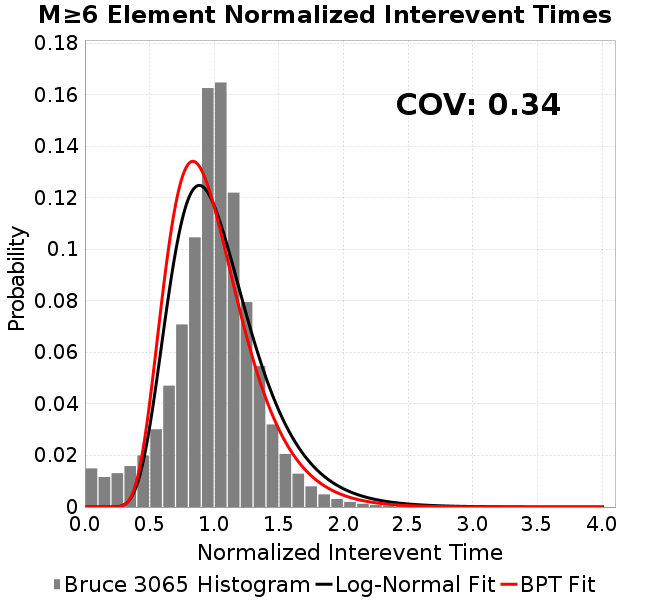 M≥6 Element Normalized Interevent Times
COV: 0.34
Probability
0.18
0.16
0.14
0.12
0.1
0.08
0.06
0.04
0.02
0
0.0 0.5 1.0 1.5 2.0 2.5 3.0 3.5 4.0
Normalized Interevent Time
Bruce 3065 Histogram Log-Normal Fit BPT Fit